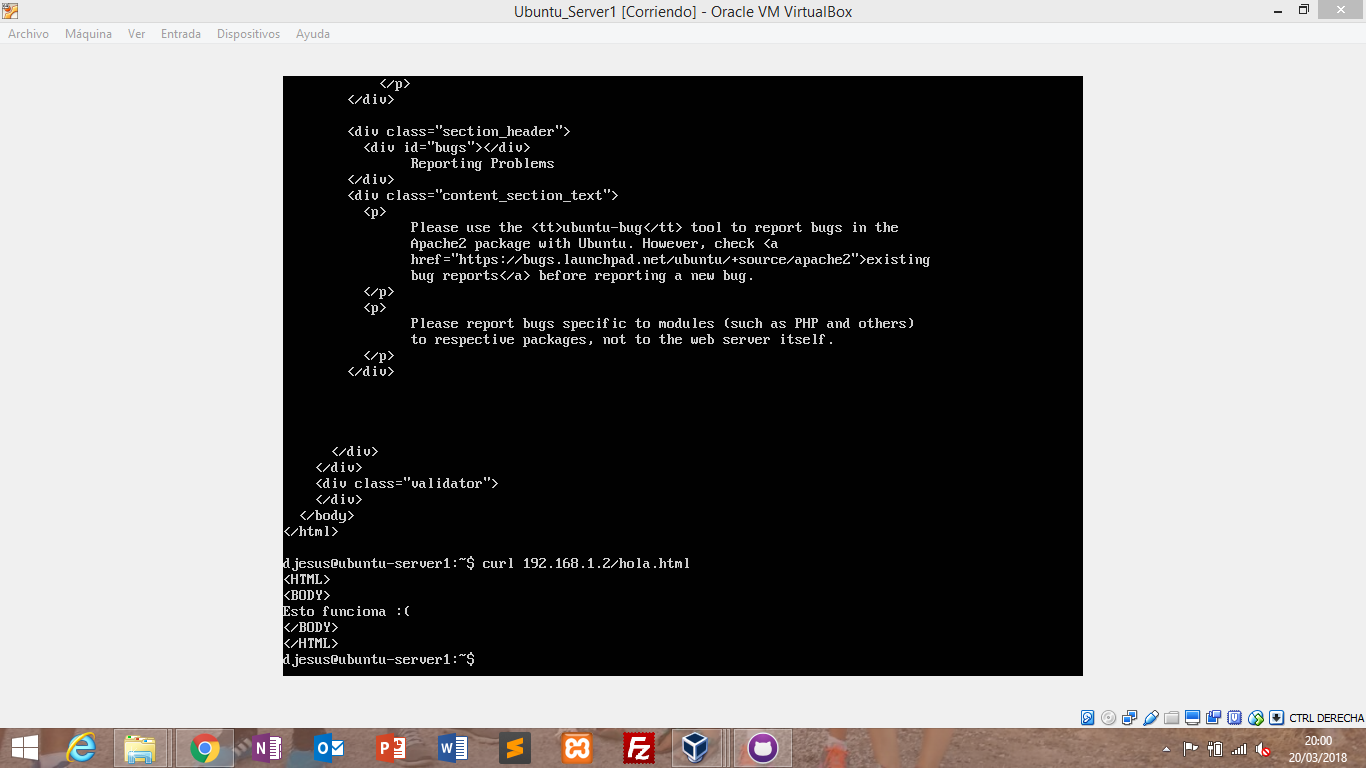 Ubuntu_Server1 [Corriendo] - Oracle VM VirtualBox
Archivo Máquina Ver Entrada Dispositivos Ayuda
</p>
</div>
<div class="section_header">
<div id="bugs"></div>
Reporting Problems
</div>
<div class="content_section_text">
<p>
Please use the <tt>ubuntu-bug</tt> tool to report bugs in the
Apache2 package with Ubuntu. However, check <a
href="https://bugs.launchpad.net/ubuntu/+source/apache2">existing
bug reports</a> before reporting a new bug.
</p>
<p>
Please report bugs specific to modules (such as PHP and others)
to respective packages, not to the web server itself.
</p>
</div>
</div>
</div>
<div class="validator">
</div>
</body>
</html>
djesus@ubuntu-server1:~$ curl 192.168.1.2/hola.html
<HTML>
<BODY>
Esto funciona :(
</BODY>
</HTML>
djesus@ubuntu-server1:~$
CTRL DERECHA
20:00
20/03/2018